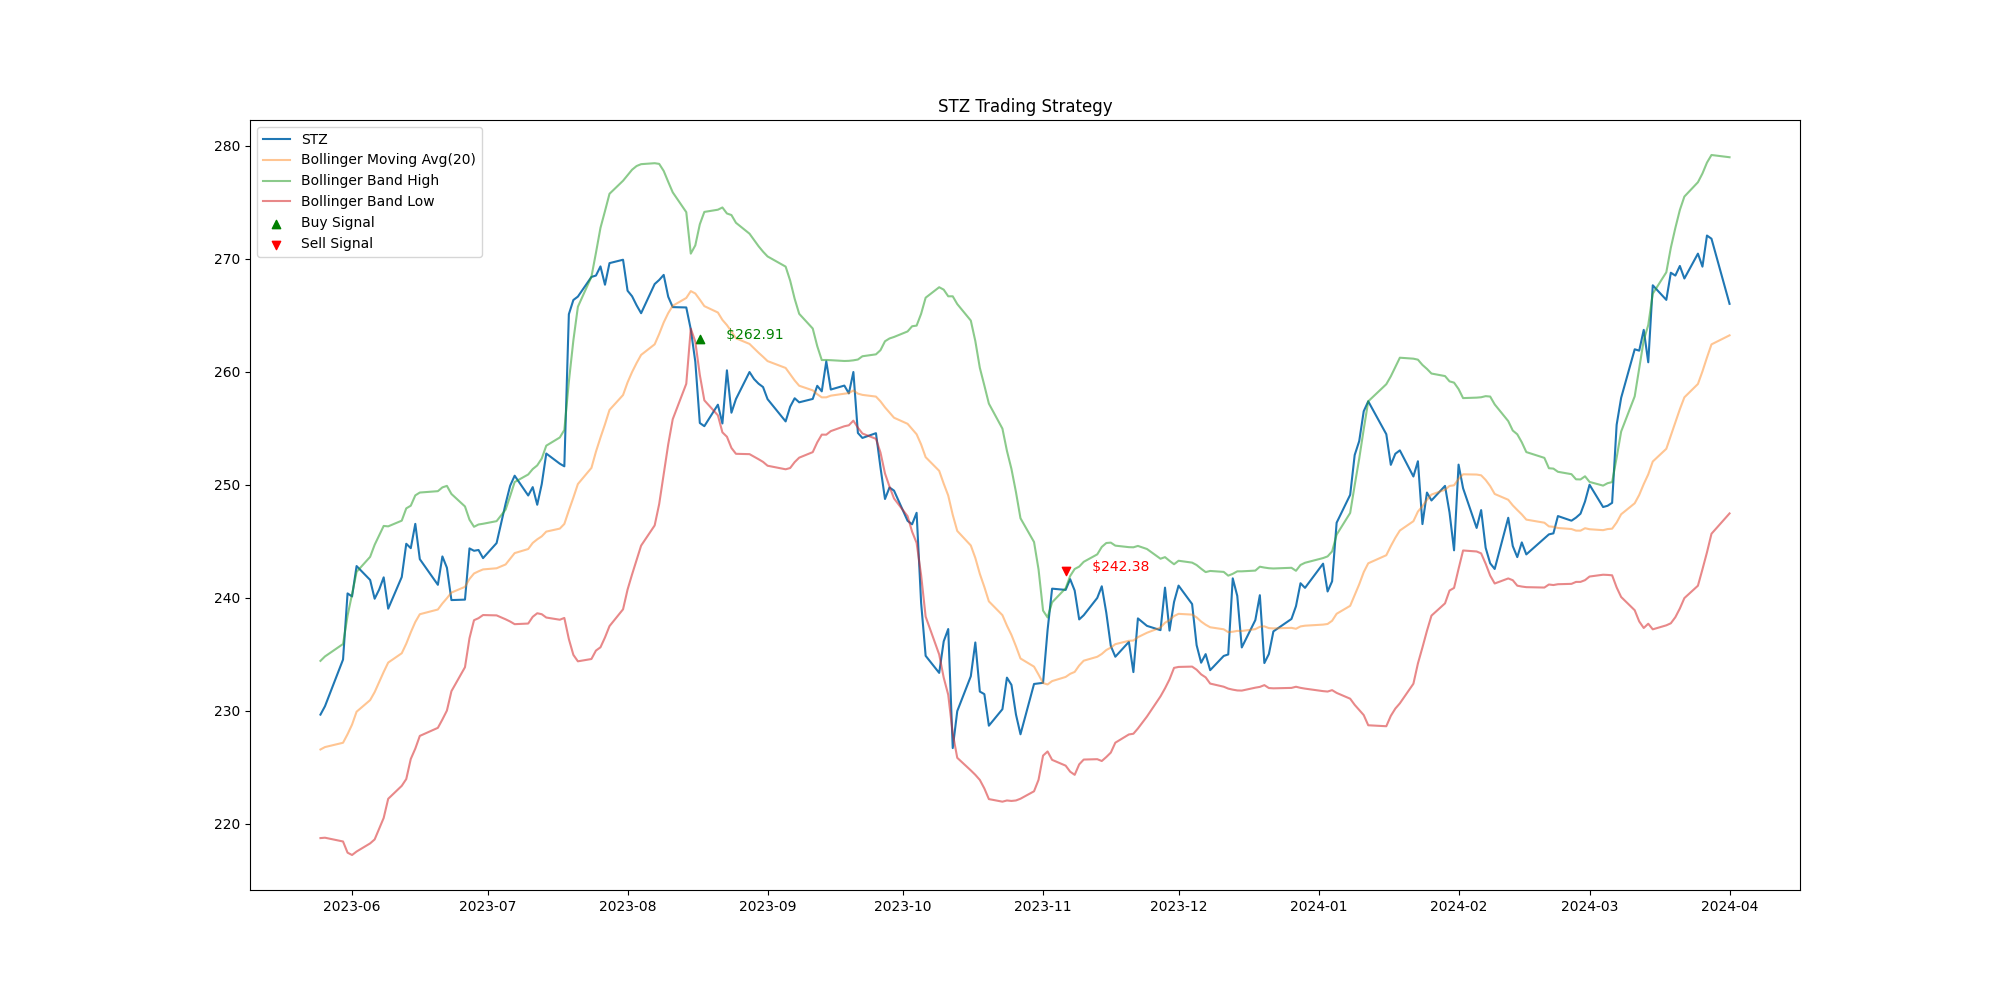 STZ Trading Strategy
STZ
Bollinger Moving Avg(20)
Bollinger Band High
Bollinger Band Low
Buy Signal
Sell Signal
280
270
260
250
240
230
220
$262.91
$242.38
2023-06 2023-07 2023-08 2023-09 2023-10 2023-11 2023-12 2024-01 2024-02 2024-03 2024-04